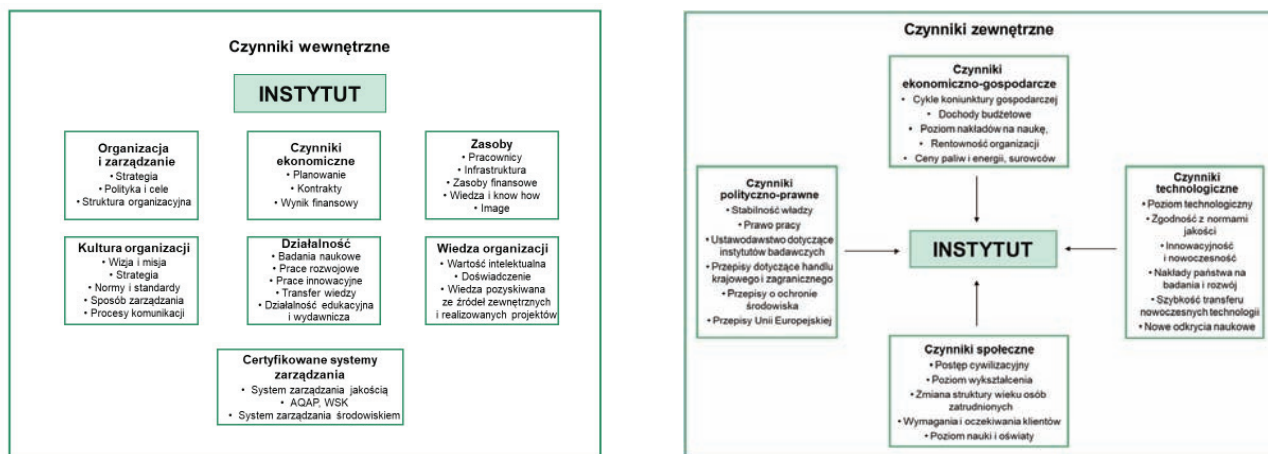 Czynniki wewnętrzne
INSTYTUT
Organizacja
i zarządzanie
• Strategia
• Polityka i cele
• Struktura organizacyjna
Czynniki
ekonomiczne
• Planowanie
• Kontrakty
• Wynik finansowy
Zasoby
• Pracownicy
• Infrastruktura
• Zasoby finansowe
• Wiedza i know how
• Image
Kultura organizacji
• Wizja i misja
• Strategia
• Normy i standardy
• Sposób zarządzania
• Procesy komunikacji
Działalność
• Badania naukowe
• Prace rozwojowe
• Prace innowacyjne
• Transfer wiedzy
• Działalność edukacyjna
i wydawnicza
Wiedza organizacji
• Wartość intelektualna
• Doświadczenie
• Wiedza pozyskiwana
ze źródeł zewnętrznych
i realizowanych projektów
Certyfikowane systemy
zarządzania
• System zarządzania jakością
• AQAP, WSK
• System zarządzania środowiskiem
Czynniki zewnętrzne
Czynniki
ekonomiczno-gospodarcze
• Cykle koniunktury gospodarczej
• Dochody budżetowe
• Poziom nakładów na naukę,
• Rentowność organizacji
• Ceny paliw i energii, surowców
Czynniki
polityczno-prawne
• Stabilność władzy
• Prawo pracy
• Ustawodawstwo dotyczące
instytutów badawczych
• Przepisy dotyczące handlu
krajowego i zagranicznego
• Przepisy o ochronie
środowiska
• Przepisy Unii Europejskiej
INSTYTUT
Czynniki
technologiczne
• Poziom technologiczny
• Zgodność z normami
jakości
• Innowacyjność
i nowoczesność
• Nakłady państwa na
badania i rozwój
• Szybkość transferu
nowoczesnych technologii
• Nowe odkrycia naukowe
Czynniki społeczne
• Postęp cywilizacyjny
• Poziom wykształcenia
• Zmiana struktury wieku osób
zatrudnionych
• Wymagania i oczekiwania klientów
• Poziom nauki i oświaty